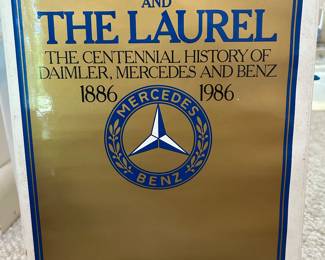 AND
THE LAUREL
THE CENTENNIAL HISTORY OF
DAIMLER, MERCEDES AND BENZ
1886 1986
MERCEDES
BENZ